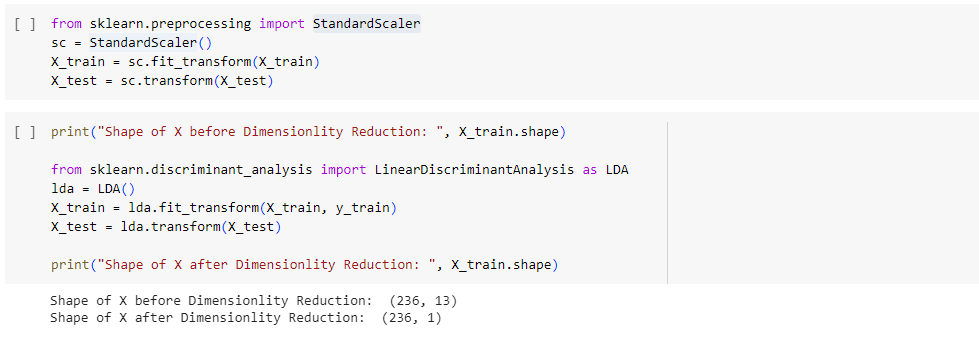 [ ] from sklearn.preprocessing import StandardScaler
sc = StandardScaler()
X_train = sc.fit_transform(X_train)
X_test = sc.transform(X_test)
[ ] print("Shape of X before Dimensionlity Reduction: ", X_train.shape)
from sklearn.discriminant_analysis import LinearDiscriminantAnalysis as LDA
lda = LDA()
X_train = lda.fit_transform(X_train, y_train)
X_test = lda.transform(X_test)
print("Shape of X after Dimensionlity Reduction: ", X_train.shape)
Shape of X before Dimensionlity Reduction:  (236, 13)
Shape of X after Dimensionlity Reduction:  (236, 1)